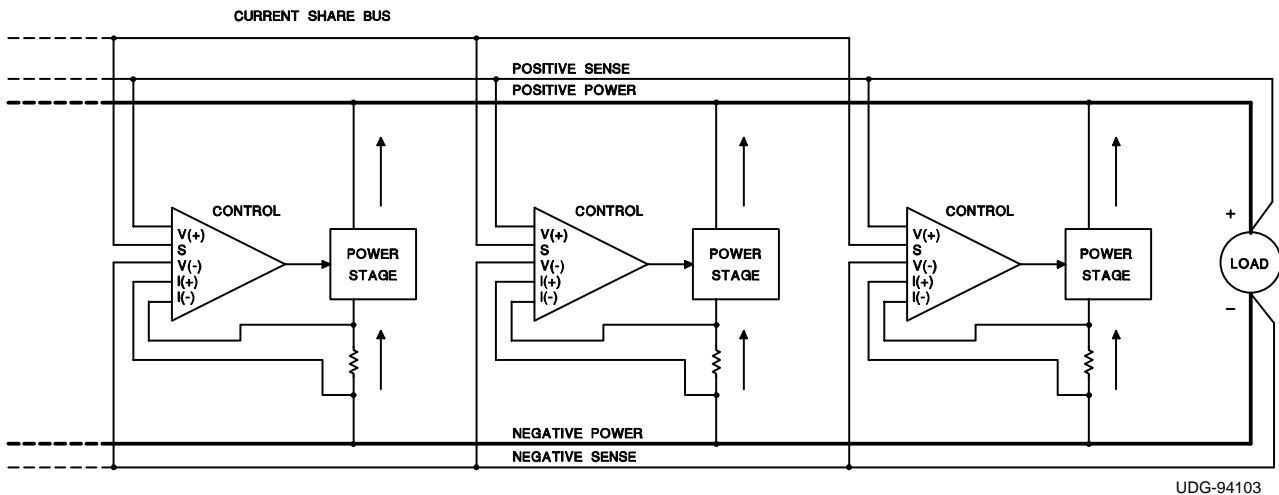 CURRENT SHARE BUS
POSITIVE SENSE
POSITIVE POWER
CONTROL
V(+)
S
V(-)
I(+)
I(-)
POWER
STAGE
CONTROL
V(+)
S
V(-)
I(+)
I(-)
POWER
STAGE
CONTROL
V(+)
S
V(-)
I(+)
I(-)
POWER
STAGE
+
LOAD
–
NEGATIVE POWER
NEGATIVE SENSE
UDG-94103